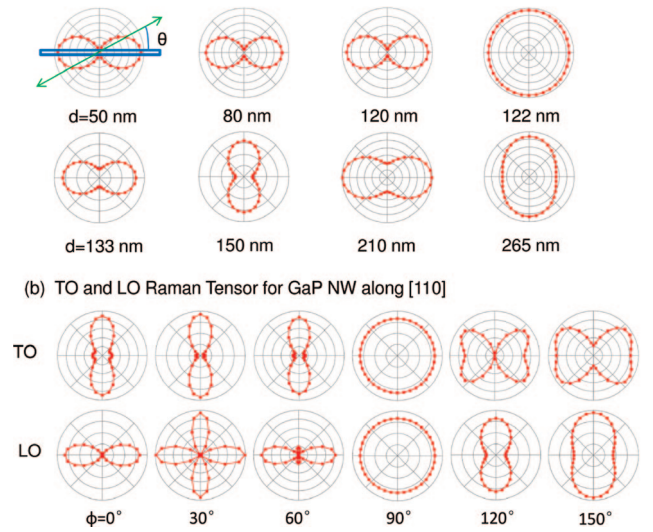 θ
d=50 nm 80 nm 120 nm 122 nm
d=133 nm 150 nm 210 nm 265 nm
(b) TO and LO Raman Tensor for GaP NW along [110]
TO
LO
ϕ=0° 30° 60° 90° 120° 150°